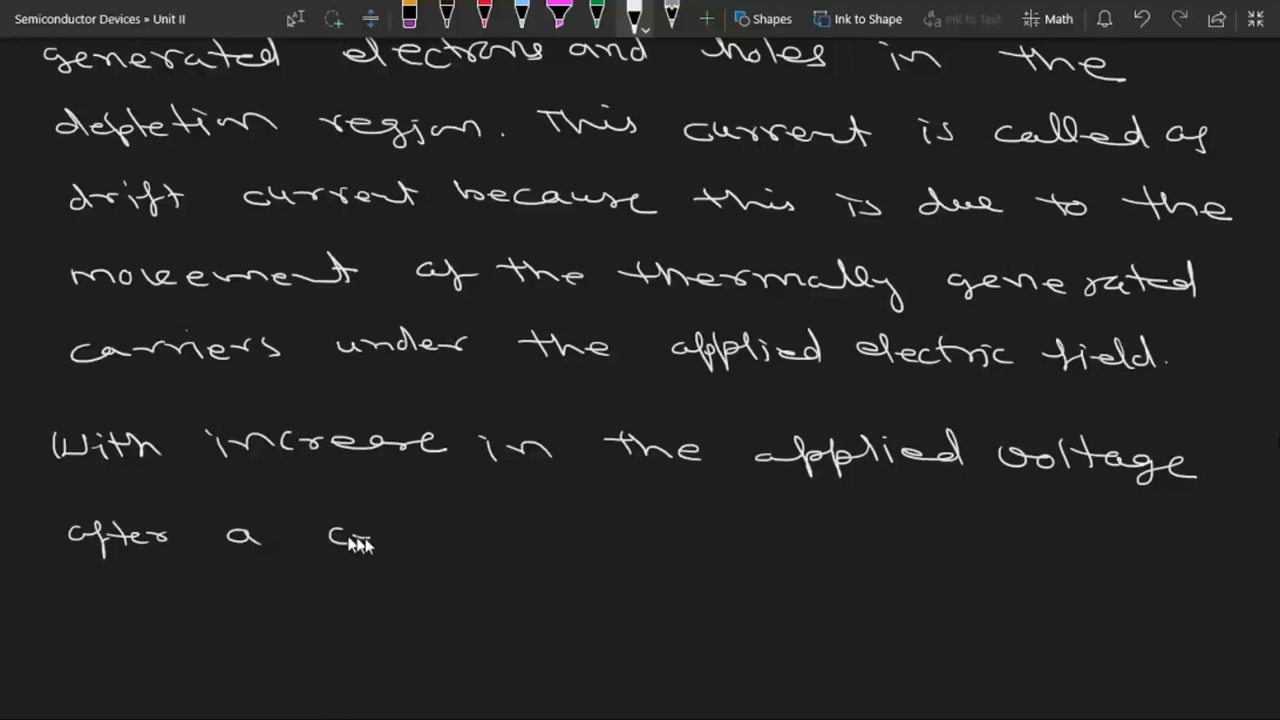 Semiconductor Devices » Unit II
Shapes Ink to Shape Ink to Text Math
generated electrons and holes in the
depletion region. This current is called as
drift current because this is due to the
movement of the thermally generated
carriers under the applied electric field.
With increase in the applied voltage
after a